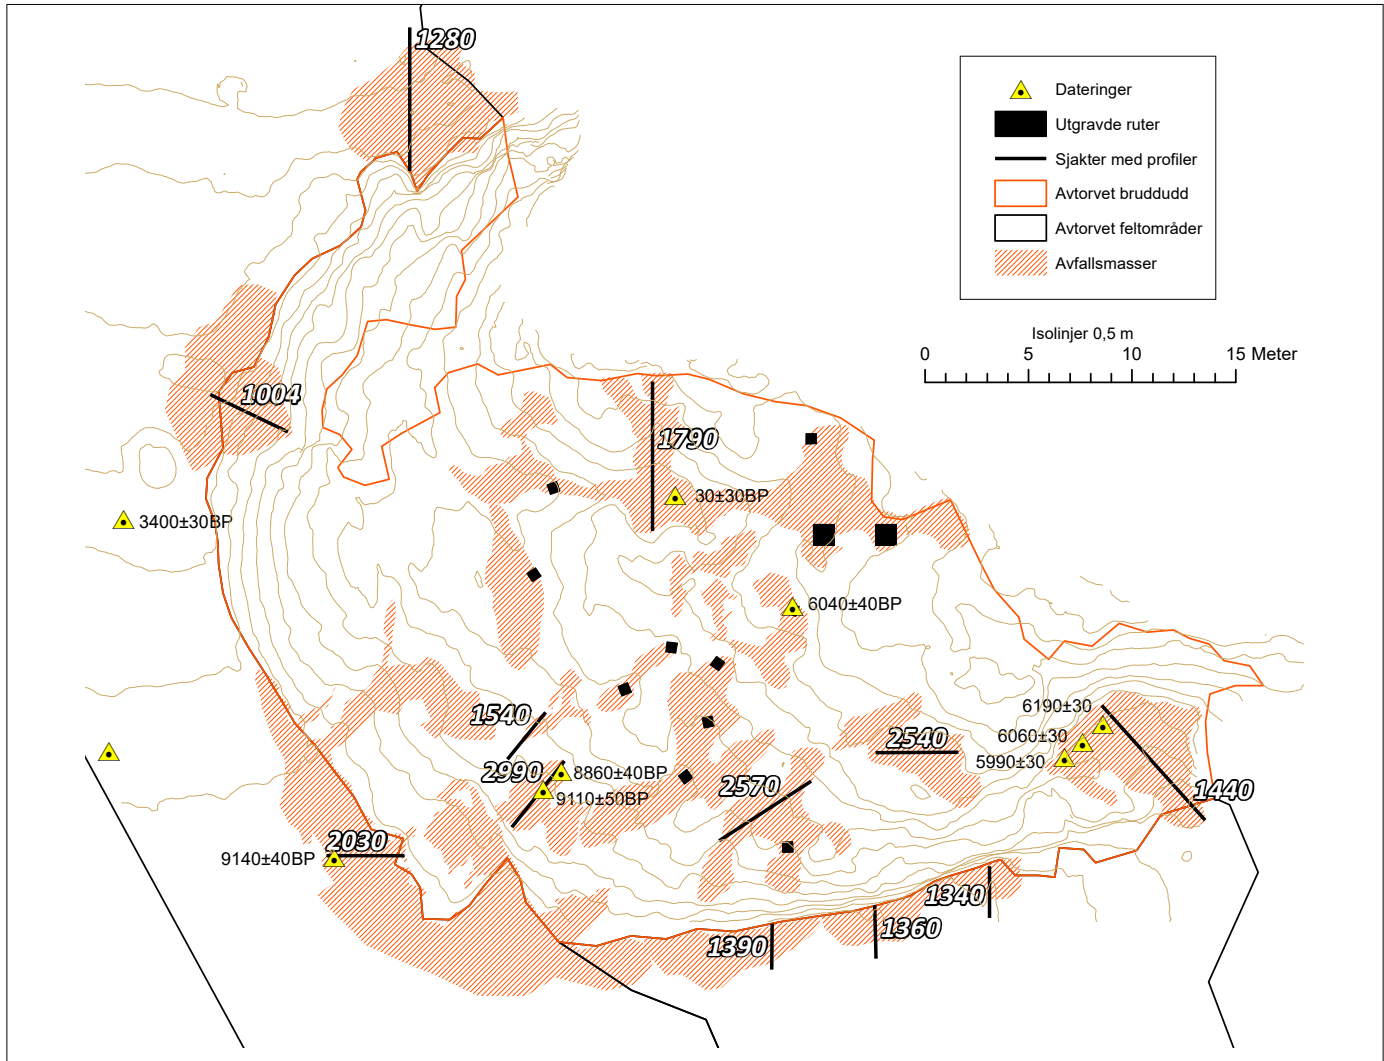 1280
Dateringer
Utgravde ruter
Sjakter med profiler
Avtorvet bruddudd
Avtorvet feltområder
Avfallsmasser
Isolinjer 0,5 m
0 5 10 15 Meter
1004
1790
30±30BP
3400±30BP
6040±40BP
6190±30
1540
6060±30
2540
5990±30
2990
8860±40BP
2570
1440
9110±50BP
2030
9140±40BP
1340
1360
1390